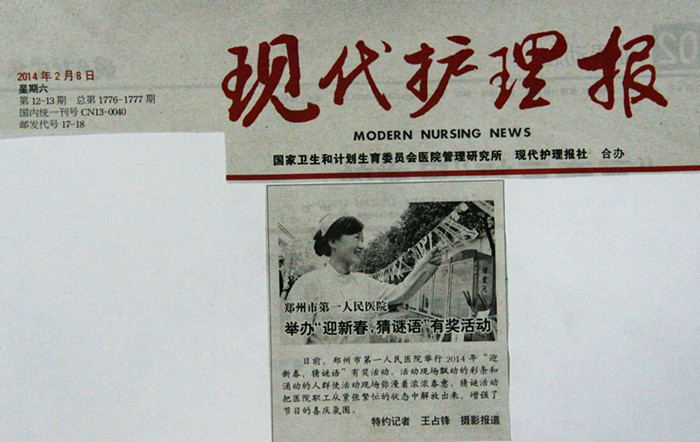 2014年2月8日
星期六
第12-13期 总第1776-1777期
国内统一刊号CN13-0040
邮发代号17-18
现代护理报
MODERN NURSING NEWS
国家卫生和计划生育委员会医院管理研究所 现代护理报社 合办
郑州市第一人民医院
举办“迎新春，猜谜语”有奖活动
日前，郑州市第一人民医院举行2014年“迎
新春，猜谜语”有奖活动。活动现场飘动的彩条和
涌动的人群使活动现场弥漫着浓浓春意。猜谜活动
把医院职工从紧张繁忙的状态中解放出来，增强了
节日的喜庆氛围。
特约记者 王占锋 摄影报道